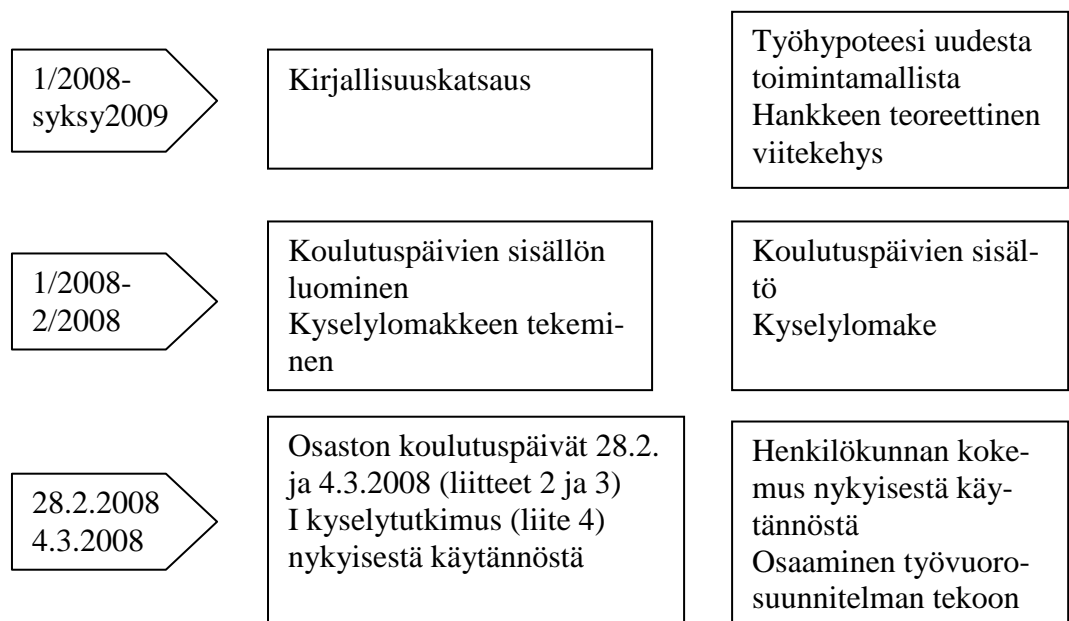 1/2008-
syksy2009
Kirjallisuuskatsaus
Työhypoteesi uudesta
toimintamallista
Hankkeen teoreettinen
viitekehys
1/2008-
2/2008
Koulutuspäivien sisällön
luominen
Kyselylomakkeen tekemi-
nen
Koulutuspäivien sisäl-
tö
Kyselylomake
28.2.2008
4.3.2008
Osaston koulutuspäivät 28.2.
ja 4.3.2008 (liitteet 2 ja 3)
I kyselytutkimus (liite 4)
nykyisestä käytännöstä
Henkilökunnan koke-
mus nykyisestä käy-
tännöstä
Osaaminen työvuoro-
suunnitelman tekoon